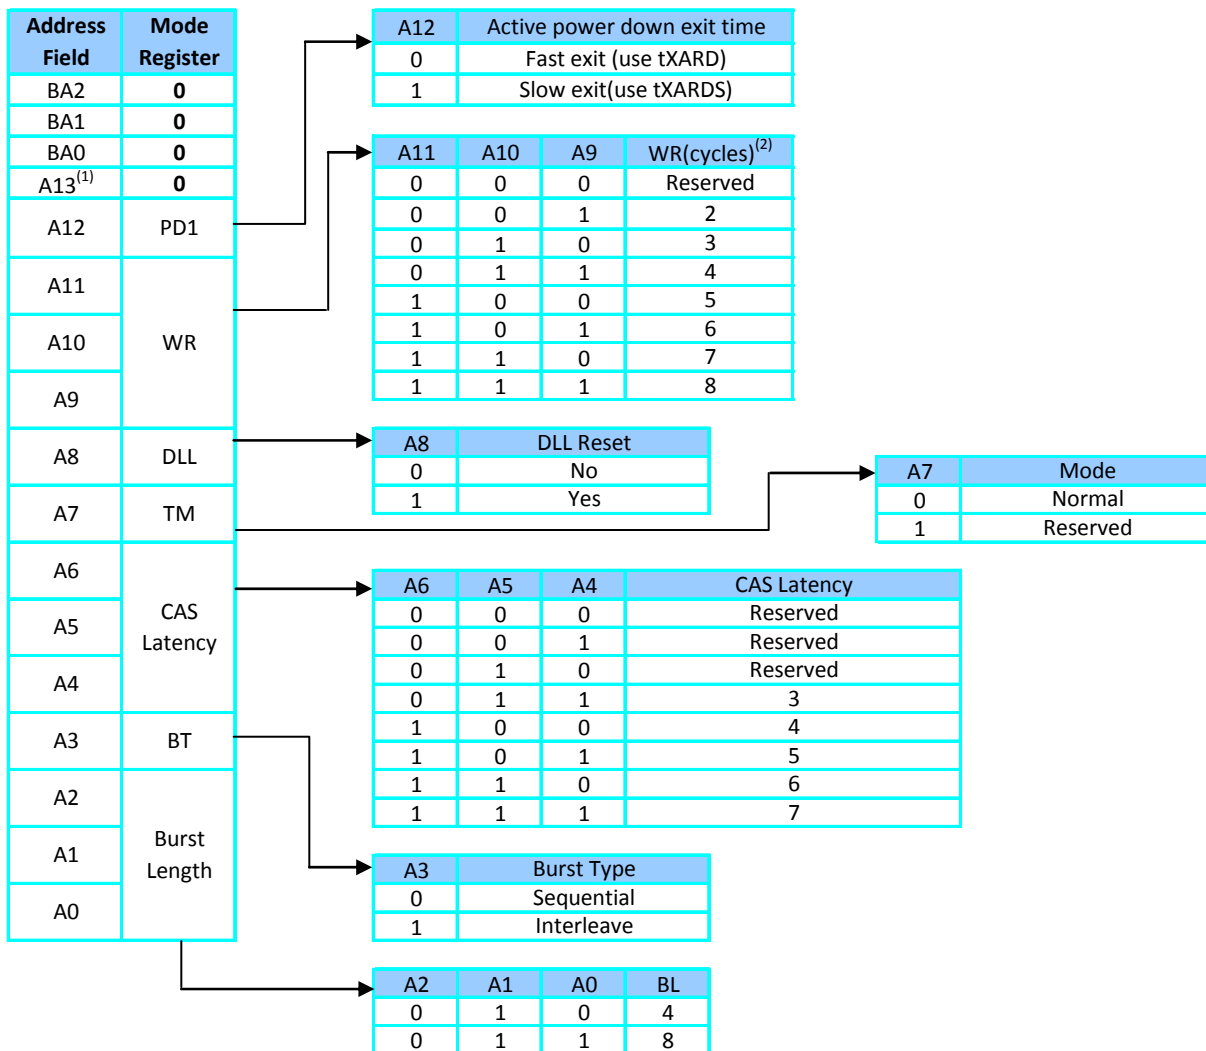 Address Field Mode Register
BA2 0
BA1 0
BA0 0
A13(1) 0
A12 PD1
A11
A10 WR
A9
A8 DLL
A7 TM
A6
A5 CAS Latency
A4
A3 BT
A2
A1 Burst Length
A0
A12 Active power down exit time
0 Fast exit (use tXARD)
1 Slow exit(use tXARDS)
A11 A10 A9 WR(cycles)(2)
0 0 0 Reserved
0 0 1 2
0 1 0 3
0 1 1 4
1 0 0 5
1 0 1 6
1 1 0 7
1 1 1 8
A8 DLL Reset
0 No
1 Yes
A7 Mode
0 Normal
1 Reserved
A6 A5 A4 CAS Latency
0 0 0 Reserved
0 0 1 Reserved
0 1 0 Reserved
0 1 1 3
1 0 0 4
1 0 1 5
1 1 0 6
1 1 1 7
A3 Burst Type
0 Sequential
1 Interleave
A2 A1 A0 BL
0 1 0 4
0 1 1 8